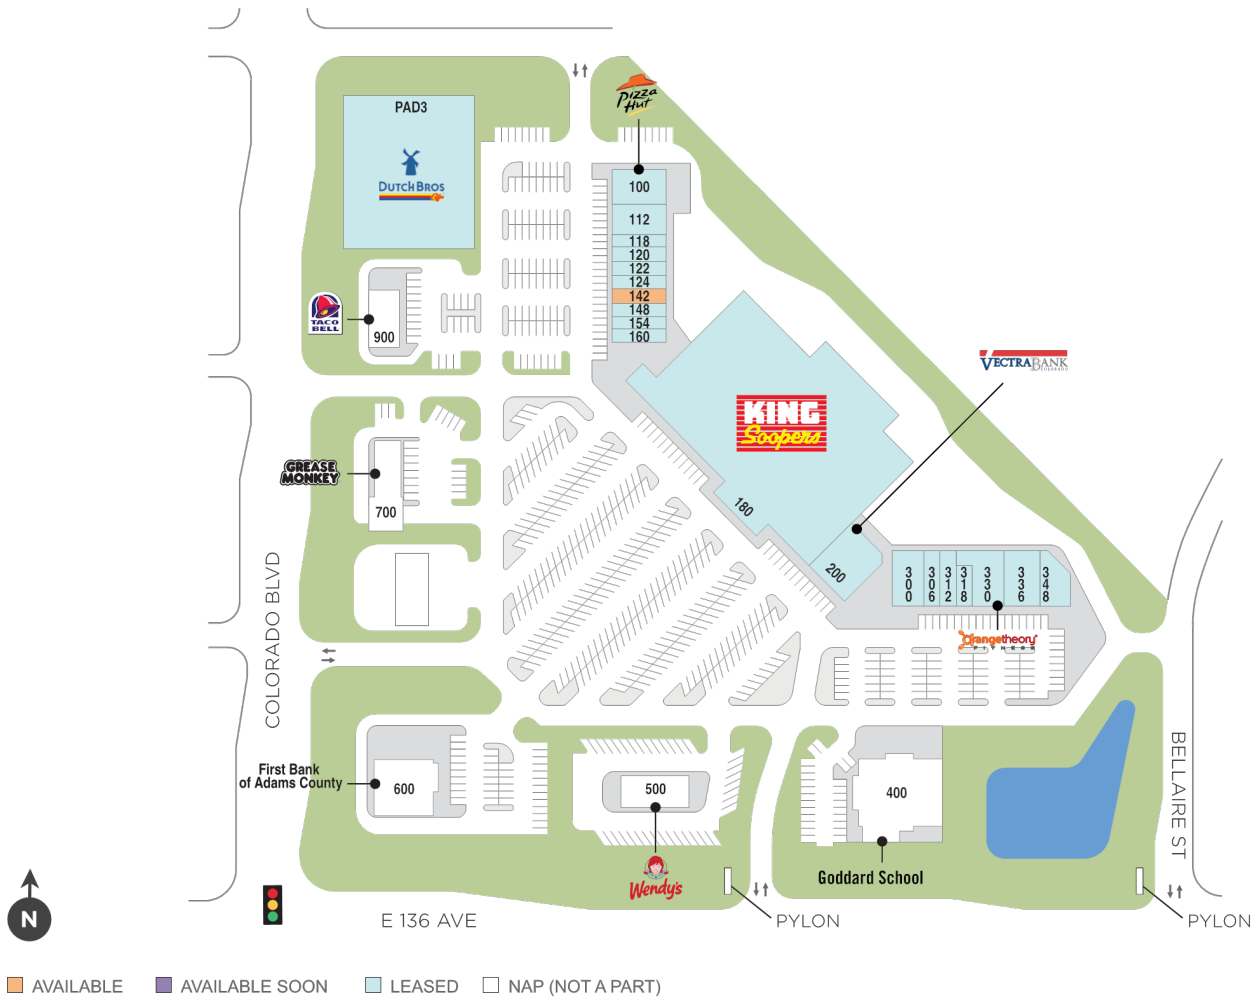 PAD3
DUTCH BROS
Pizza
Hut
100
112
118
120
122
124
142
148
154
160
TACO
BELL
900
VECTRABANK
COLORADO
KING
Soopers
GREASE
MONKEY
700
180
200
300
306
312
318
330
336
348
Orangetheory
FITNESS
COLORADO BLVD
First Bank
of Adams County
600
500
400
Wendy's
Goddard School
BELLAIRE ST
PYLON
PYLON
E 136 AVE
N
AVAILABLE
AVAILABLE SOON
LEASED
NAP (NOT A PART)